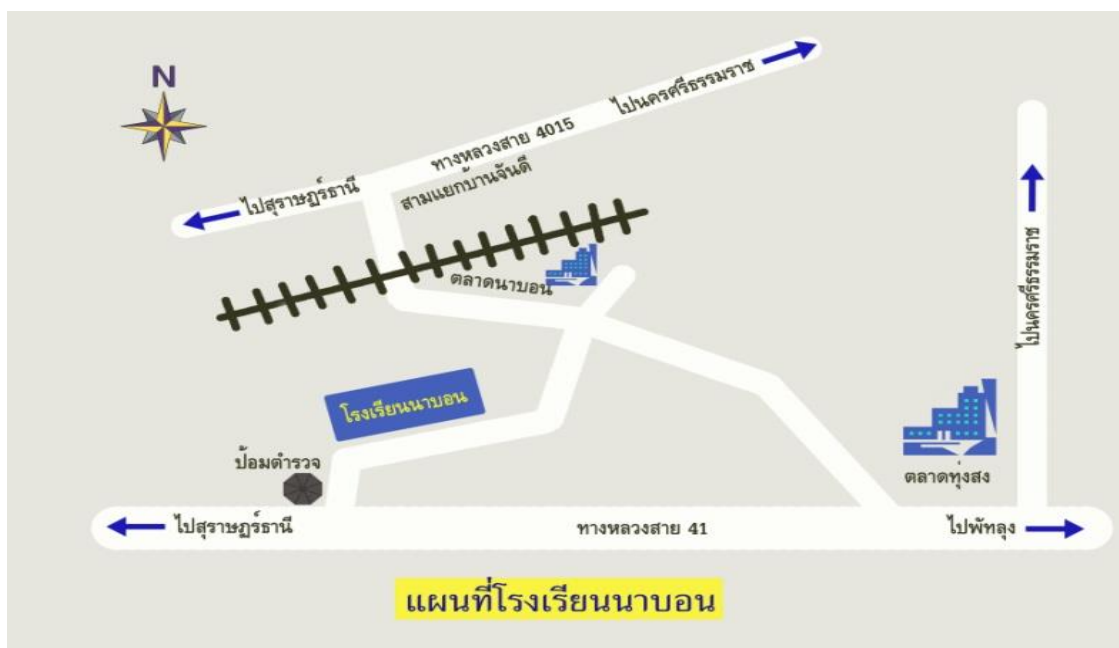 N
ไปนครศรีธรรมราช
ทางหลวงสาย 4015
ไปสุราษฎร์ธานี
สามแยกบ้านจันดี
ตลาดนาบอน
ไปนครศรีธรรมราช
โรงเรียนนาบอน
ป้อมตำรวจ
ตลาดทุ่งสง
ไปสุราษฎร์ธานี
ทางหลวงสาย 41
ไปพัทลุง
แผนที่โรงเรียนนาบอน